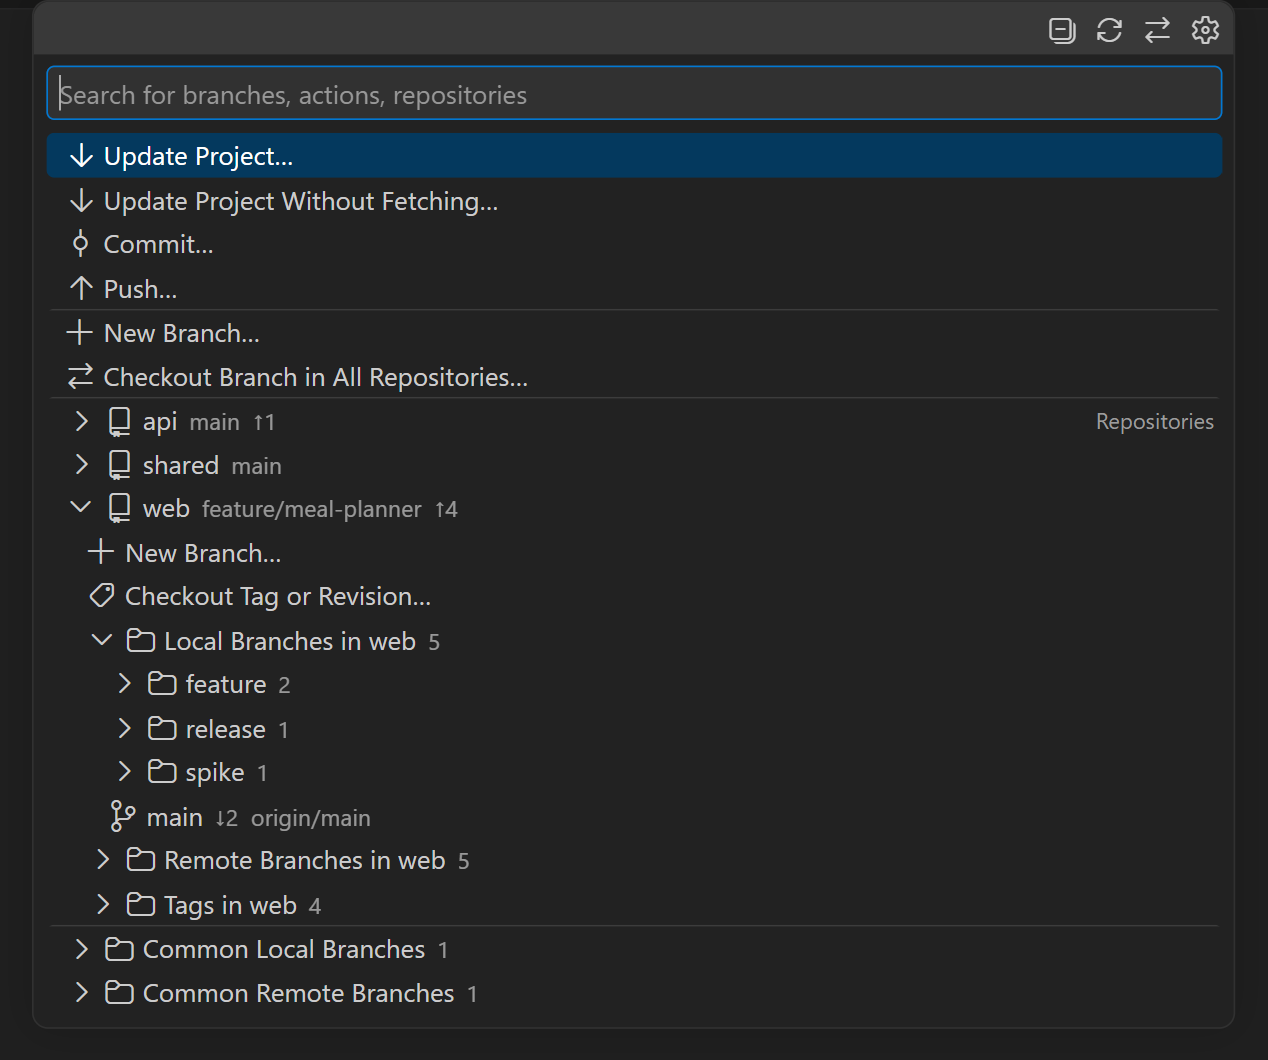 Search for branches, actions, repositories
Update Project...
Update Project Without Fetching...
Commit...
Push...
New Branch...
Checkout Branch in All Repositories...
api main ↑1 Repositories
shared main
web feature/meal-planner ↑4
New Branch...
Checkout Tag or Revision...
Local Branches in web 5
feature 2
release 1
spike 1
main ↓2 origin/main
Remote Branches in web 5
Tags in web 4
Common Local Branches 1
Common Remote Branches 1